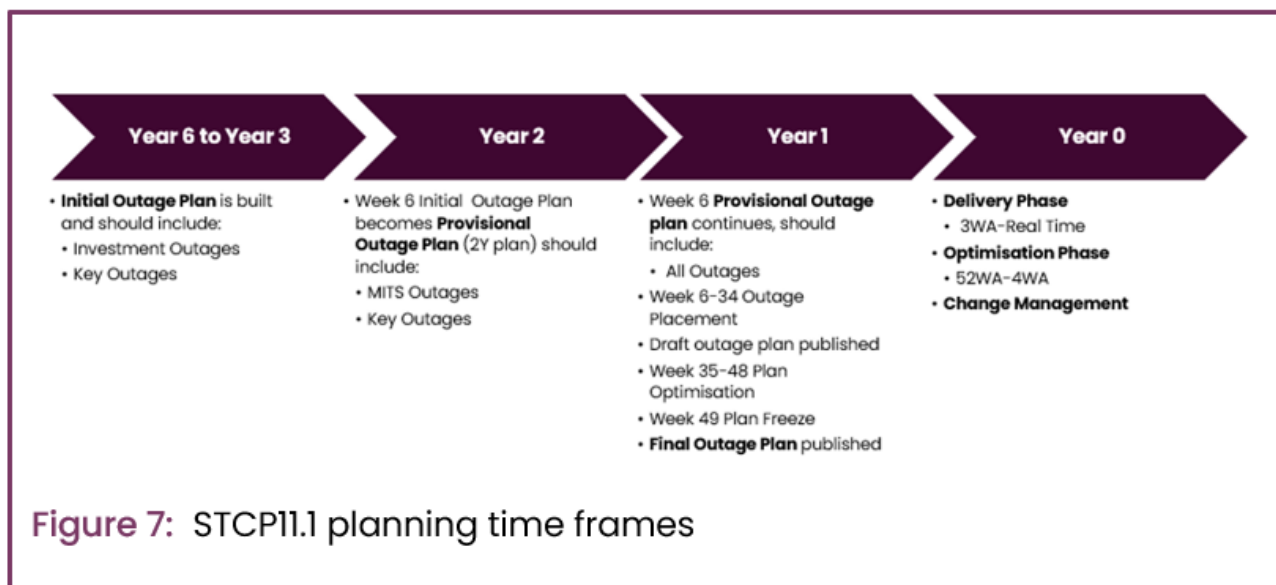 Year 6 to Year 3
• Initial Outage Plan is built
and should include:
• Investment Outages
• Key Outages
Year 2
• Week 6 Initial Outage Plan
becomes Provisional
Outage Plan (2Y plan) should
include:
• MITS Outages
• Key Outages
Year 1
• Week 6 Provisional Outage
plan continues, should
include:
• All Outages
• Week 6-34 Outage
Placement
• Draft outage plan published
• Week 35-48 Plan
Optimisation
• Week 49 Plan Freeze
• Final Outage Plan published
Year 0
• Delivery Phase
• 3WA-Real Time
• Optimisation Phase
• 52WA-4WA
• Change Management
Figure 7: STCP11.1 planning time frames